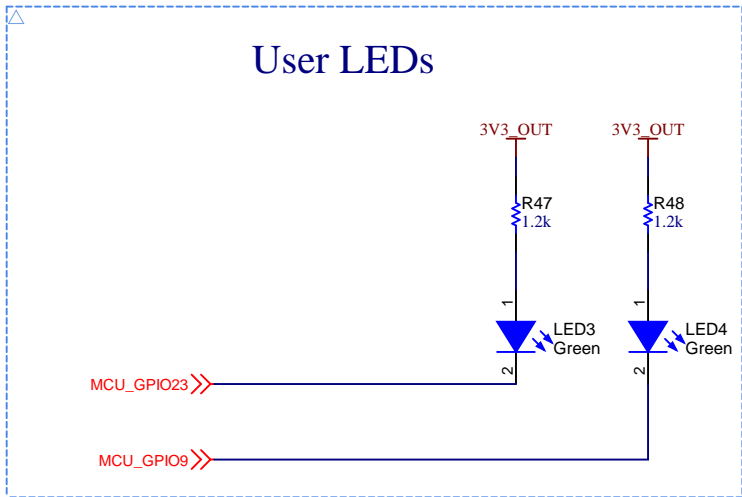 User LEDs
3V3_OUT
3V3_OUT
R47
1.2k
R48
1.2k
1
1
LED3
Green
LED4
Green
2
2
MCU_GPIO23
MCU_GPIO9